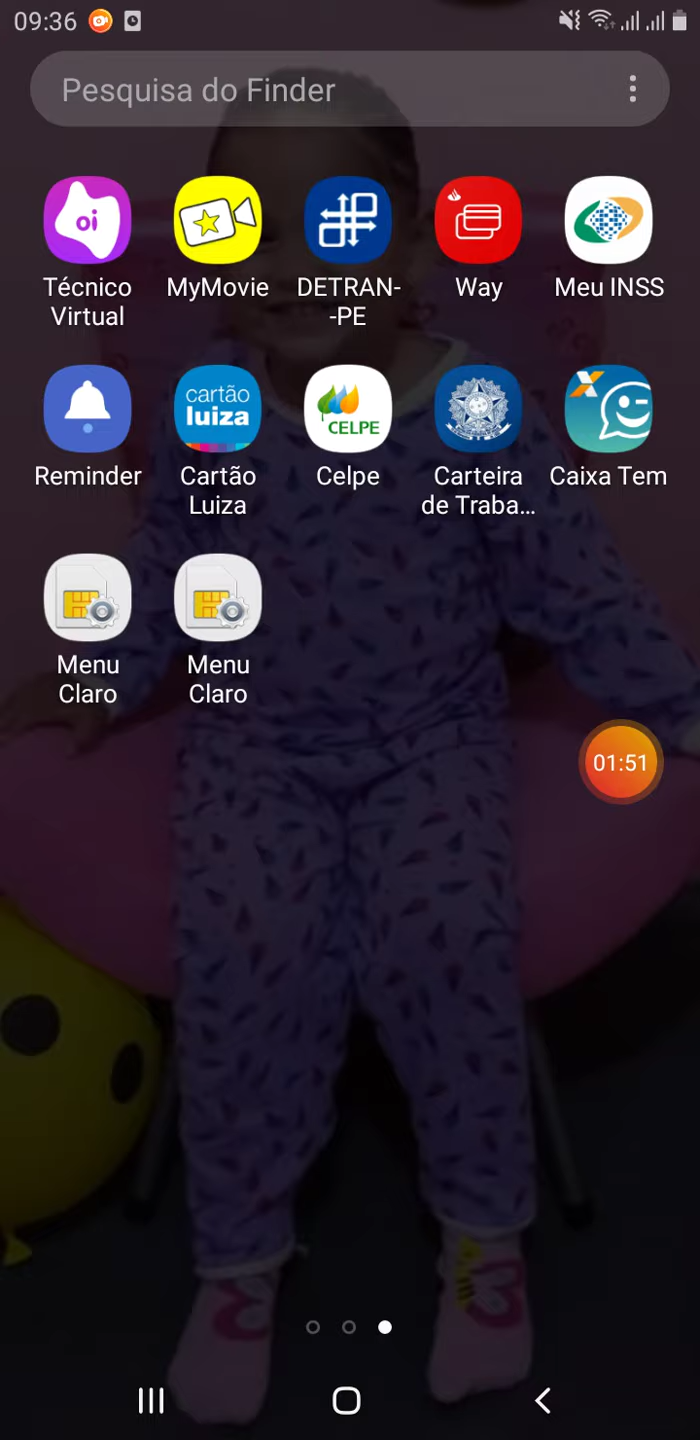 09:36
Pesquisa do Finder
oi
Técnico
Virtual
MyMovie
DETRAN-
-PE
Way
Meu INSS
cartão
luiza
CELPE
X
Reminder
Cartão
Luiza
Celpe
Carteira
de Traba...
Caixa Tem
Menu
Claro
Menu
Claro
01:51